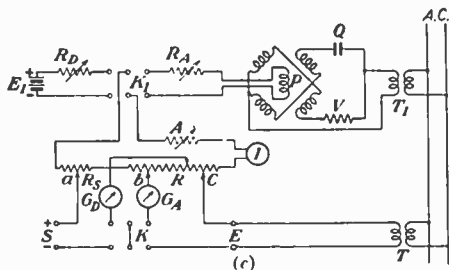 A.C.
R_D R_A Q
E_1 + - K_1 P V T_1
A I
a R_S b R C
G_D G_A
S + - K E T
(c)